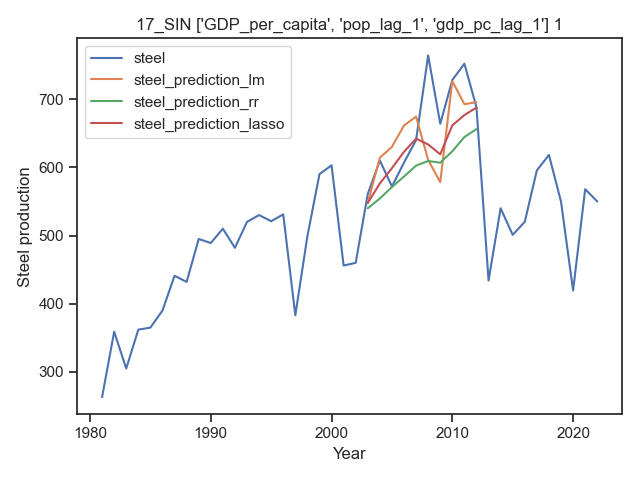 17_SIN ['GDP_per_capita', 'pop_lag_1', 'gdp_pc_lag_1'] 1
steel
steel_prediction_lm
steel_prediction_rr
steel_prediction_lasso
Steel production
700
600
500
400
300
1980
1990
2000
2010
2020
Year